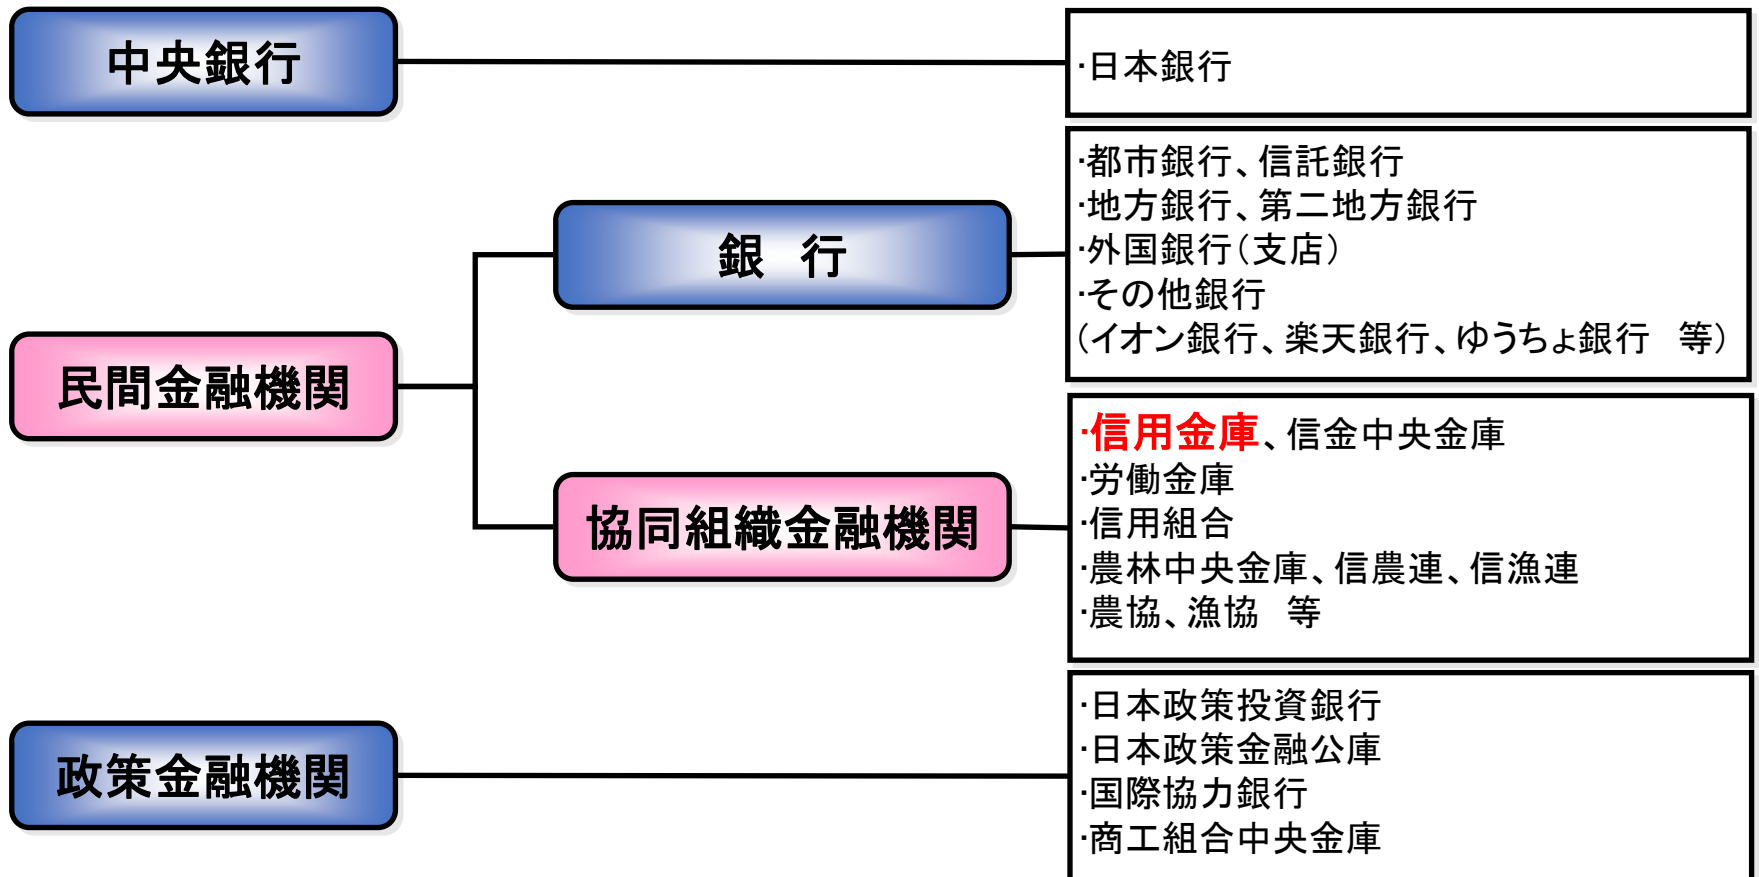 中央銀行
・日本銀行
民間金融機関
銀　行
・都市銀行、信託銀行
・地方銀行、第二地方銀行
・外国銀行（支店）
・その他銀行
（イオン銀行、楽天銀行、ゆうちょ銀行　等）
協同組織金融機関
・信用金庫、信金中央金庫
・労働金庫
・信用組合
・農林中央金庫、信農連、信漁連
・農協、漁協　等
政策金融機関
・日本政策投資銀行
・日本政策金融公庫
・国際協力銀行
・商工組合中央金庫